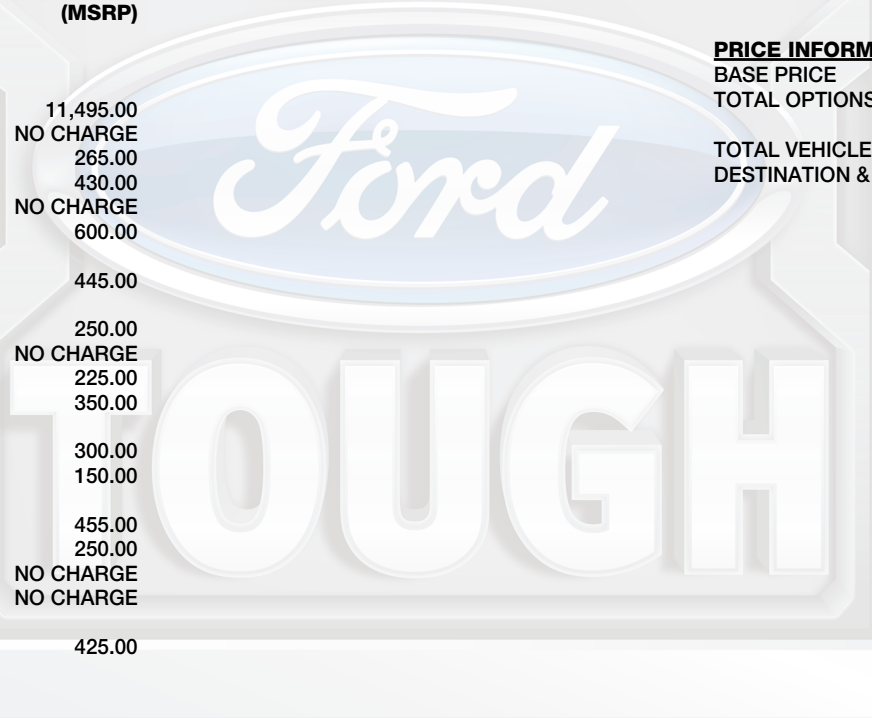 (MSRP)
11,495.00
NO CHARGE
265.00
430.00
NO CHARGE
600.00
445.00
250.00
NO CHARGE
225.00
350.00
300.00
150.00
455.00
250.00
NO CHARGE
NO CHARGE
425.00
PRICE INFORM
BASE PRICE
TOTAL OPTIONS
TOTAL VEHICLE
DESTINATION &
Ford
TOUGH